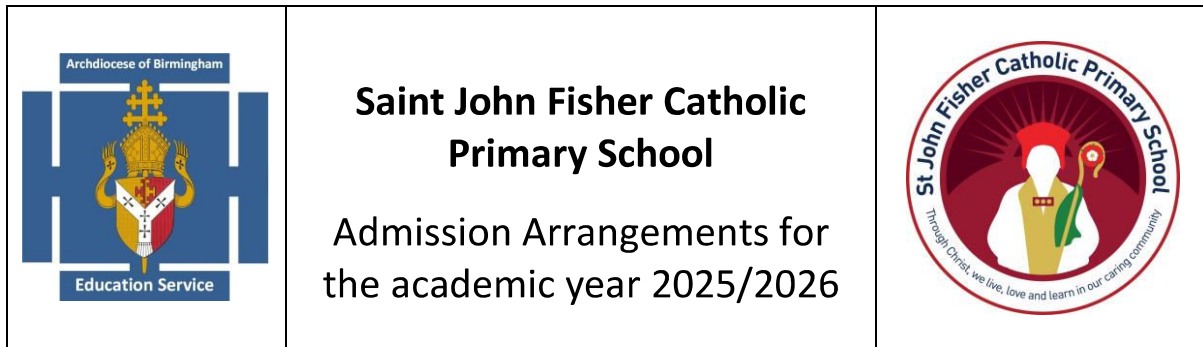 Archdiocese of Birmingham
Education Service
Saint John Fisher Catholic
Primary School
Admission Arrangements for
the academic year 2025/2026
St John Fisher Catholic Primary School
Through Christ, we live, love and learn in our caring community